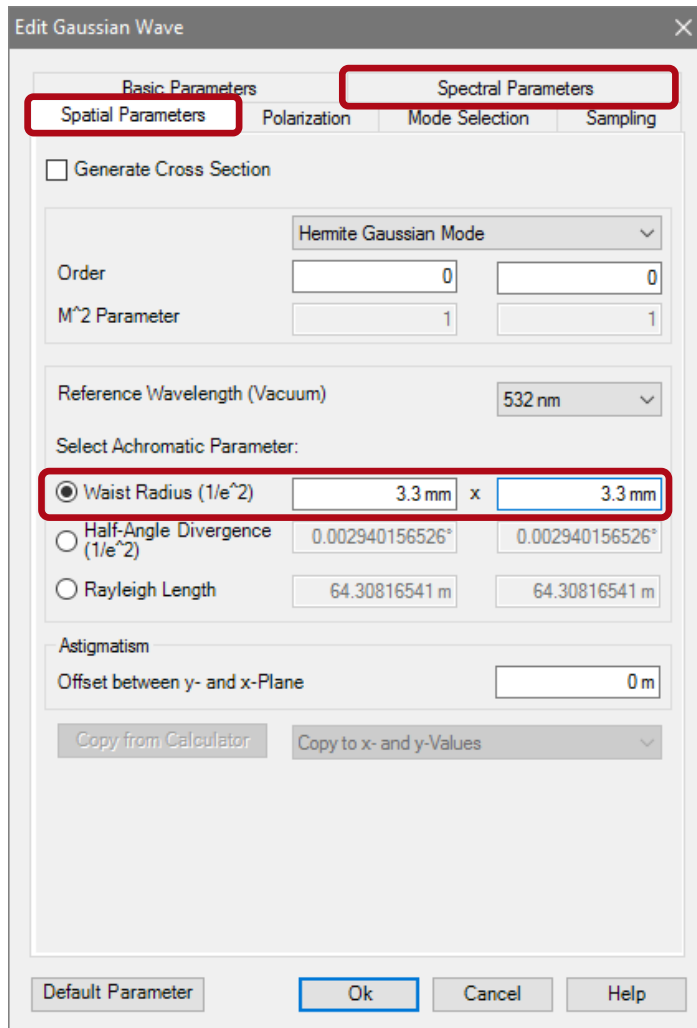 Edit Gaussian Wave
Basic Parameters Spectral Parameters
Spatial Parameters Polarization Mode Selection Sampling
Generate Cross Section
Hermite Gaussian Mode
Order 0 0
M^2 Parameter 1 1
Reference Wavelength (Vacuum) 532 nm
Select Achromatic Parameter:
Waist Radius (1/e^2) 3.3 mm x 3.3 mm
Half-Angle Divergence
(1/e^2) 0.002940156526° 0.002940156526°
Rayleigh Length 64.30816541 m 64.30816541 m
Astigmatism
Offset between y- and x-Plane 0 m
Copy from Calculator Copy to x- and y-Values
Default Parameter Ok Cancel Help